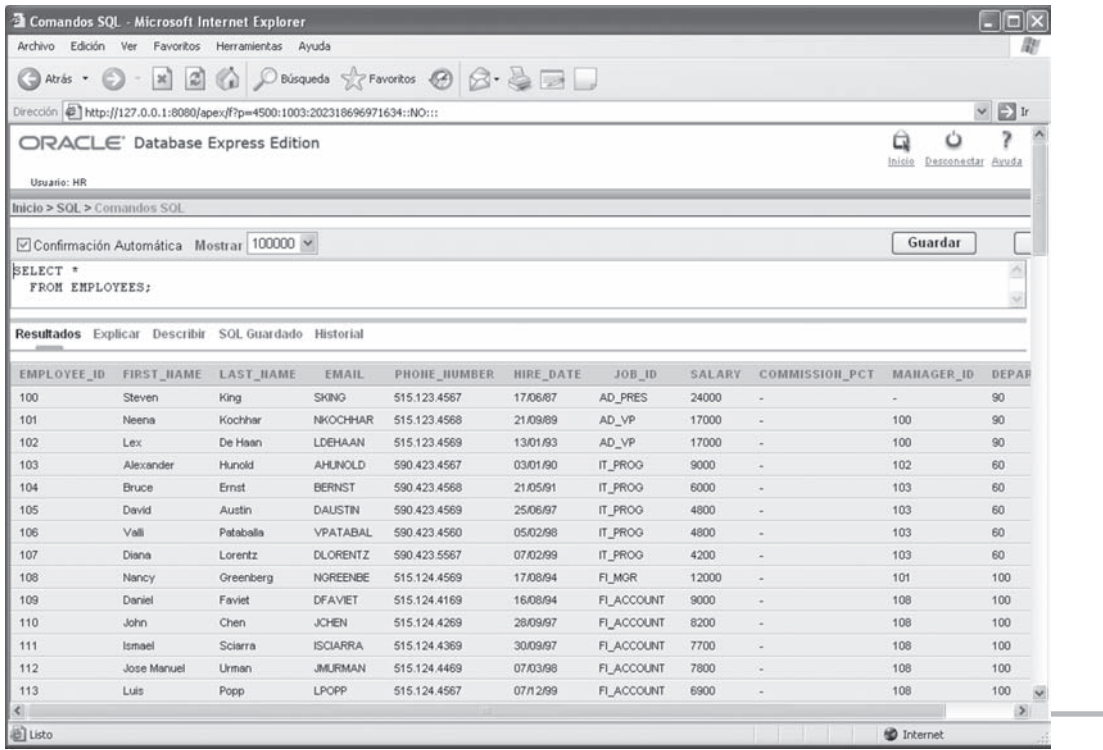 Comandos SQL - Microsoft Internet Explorer
Archivo Edición Ver Favoritos Herramientas Ayuda
Atrás Búsqueda Favoritos
Dirección http://127.0.0.1:8080/apex/f?p=4500:1003:202318696971634::NO::: Ir
ORACLE Database Express Edition
Inicio Desconectar Ayuda
Usuario: HR
Inicio > SQL > Comandos SQL
Confirmación Automática Mostrar 100000 Guardar
SELECT *
FROM EMPLOYEES;
Resultados Explicar Describir SQL Guardado Historial
EMPLOYEE_ID FIRST_NAME LAST_NAME EMAIL PHONE_NUMBER HIRE_DATE JOB_ID SALARY COMMISSION_PCT MANAGER_ID DEPAR
100 Steven King SKING 515.123.4567 17/06/87 AD_PRES 24000 - - 90
101 Neena Kochhar NKOCHHAR 515.123.4568 21/09/89 AD_VP 17000 - 100 90
102 Lex De Haan LDEHAAN 515.123.4569 13/01/93 AD_VP 17000 - 100 90
103 Alexander Hunold AHUNOLD 590.423.4567 03/01/90 IT_PROG 9000 - 102 60
104 Bruce Ernst BERNST 590.423.4568 21/05/91 IT_PROG 6000 - 103 60
105 David Austin DAUSTIN 590.423.4569 25/06/97 IT_PROG 4800 - 103 60
106 Valli Pataballa VPATABAL 590.423.4560 05/02/98 IT_PROG 4800 - 103 60
107 Diana Lorentz DLORENTZ 590.423.5567 07/02/99 IT_PROG 4200 - 103 60
108 Nancy Greenberg NGREENBE 515.124.4569 17/08/94 FI_MGR 12000 - 101 100
109 Daniel Faviet DFAVIET 515.124.4169 16/08/94 FI_ACCOUNT 9000 - 108 100
110 John Chen JCHEN 515.124.4269 28/09/97 FI_ACCOUNT 8200 - 108 100
111 Ismael Sciarra ISCIARRA 515.124.4369 30/09/97 FI_ACCOUNT 7700 - 108 100
112 Jose Manuel Urman JMURMAN 515.124.4469 07/03/98 FI_ACCOUNT 7800 - 108 100
113 Luis Popp LPOPP 515.124.4567 07/12/99 FI_ACCOUNT 6900 - 108 100
Listo Internet